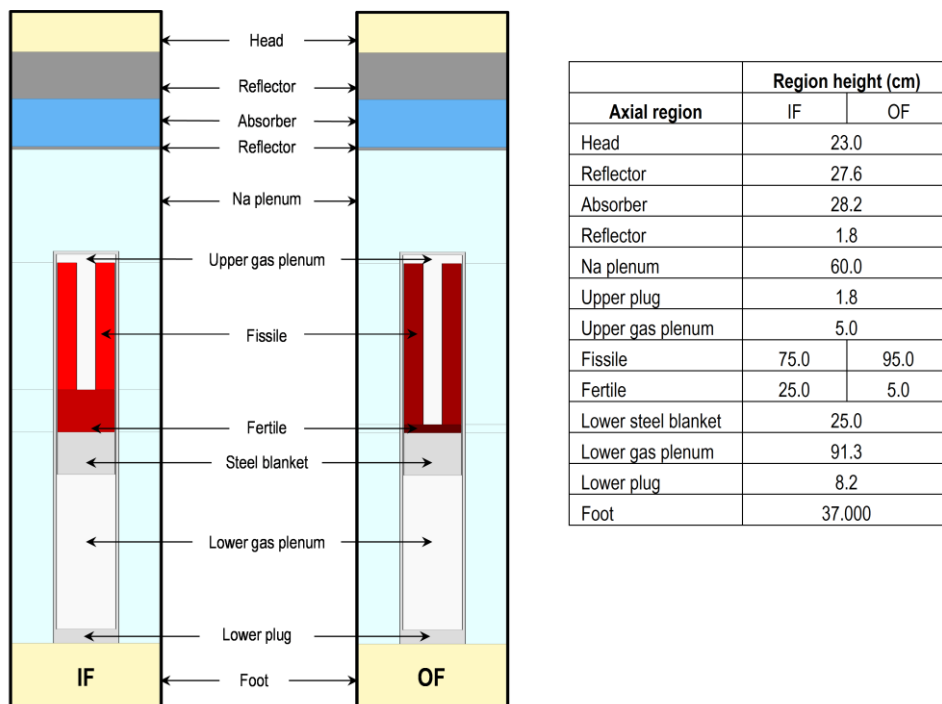 Head
Reflector
Absorber
Reflector
Na plenum
Upper gas plenum
Fissile
Fertile
Steel blanket
Lower gas plenum
Lower plug
IF Foot OF
Region height (cm)
Axial region IF OF
Head 23.0
Reflector 27.6
Absorber 28.2
Reflector 1.8
Na plenum 60.0
Upper plug 1.8
Upper gas plenum 5.0
Fissile 75.0 95.0
Fertile 25.0 5.0
Lower steel blanket 25.0
Lower gas plenum 91.3
Lower plug 8.2
Foot 37.000